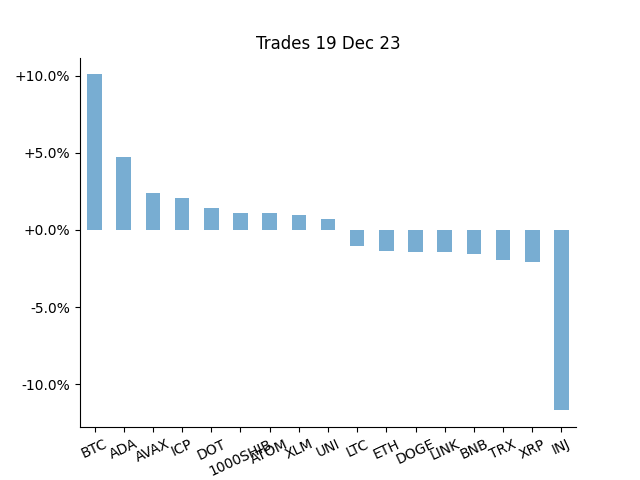 Trades 19 Dec 23
+10.0%
+5.0%
+0.0%
-5.0%
-10.0%
BTC
ADA
AVAX
ICP
DOT
1000SHIB
ATOM
XLM
UNI
LTC
ETH
DOGE
LINK
BNB
TRX
XRP
INJ